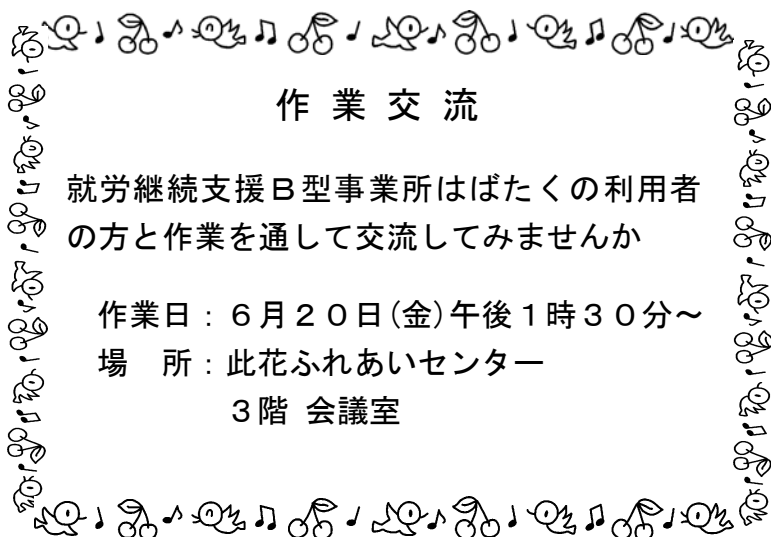 作 業 交 流
就労継続支援Ｂ型事業所はばたくの利用者
の方と作業を通して交流してみませんか
作業日：６月２０日(金)午後１時３０分～
場　所：此花ふれあいセンター
３階 会議室